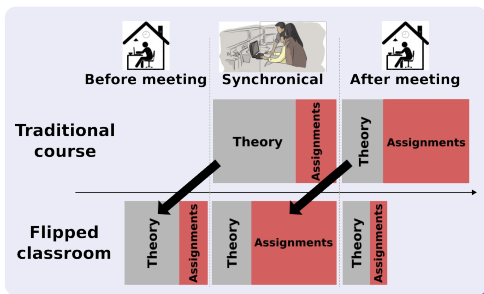 Before meeting
Synchronical
After meeting
Traditional
course
Theory
Assignments
Theory
Assignments
Flipped
classroom
Theory
Assignments
Theory
Assignments
Theory
Assignments